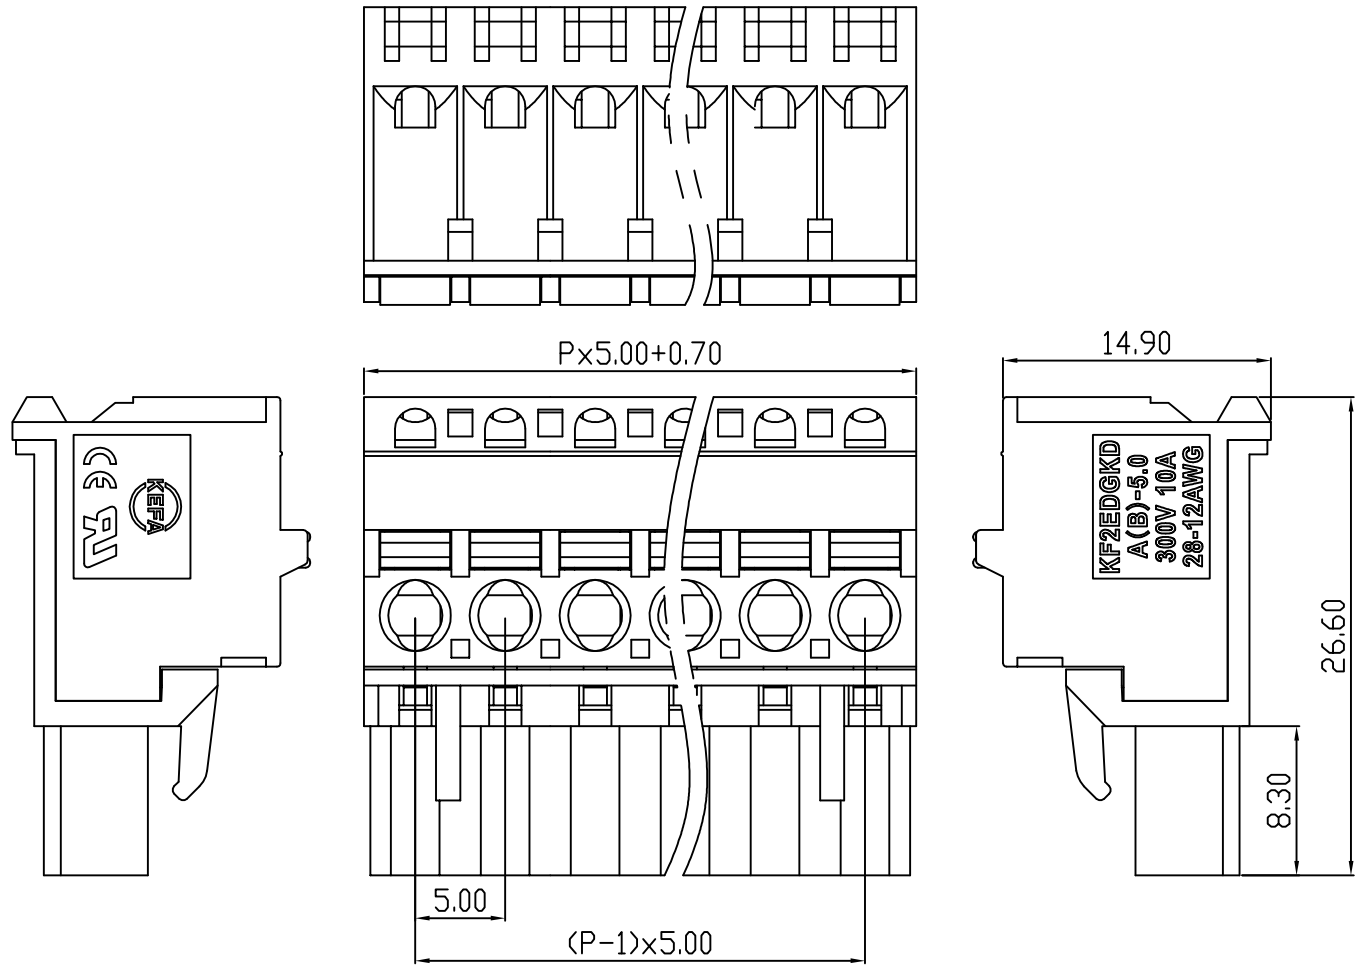 Px5.00+0.70
14.90
CE
KEFA
KF2EDGKD
A(B)-5.0
300V 10A
28-12AWG
26.60
8.30
5.00
(P-1)x5.00